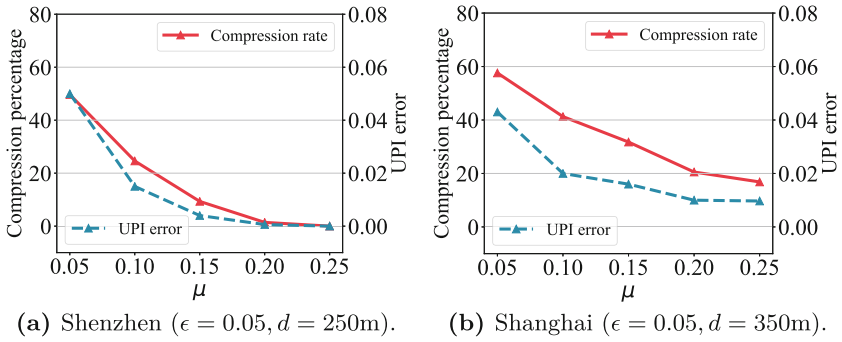 80
60
40
20
0
Compression percentage
0.08
0.06
0.04
0.02
0.00
UPI error
Compression rate
UPI error
0.05 0.10 0.15 0.20 0.25
μ
(a) Shenzhen (ϵ = 0.05, d = 250m).
80
60
40
20
0
Compression percentage
0.08
0.06
0.04
0.02
0.00
UPI error
Compression rate
UPI error
0.05 0.10 0.15 0.20 0.25
μ
(b) Shanghai (ϵ = 0.05, d = 350m).